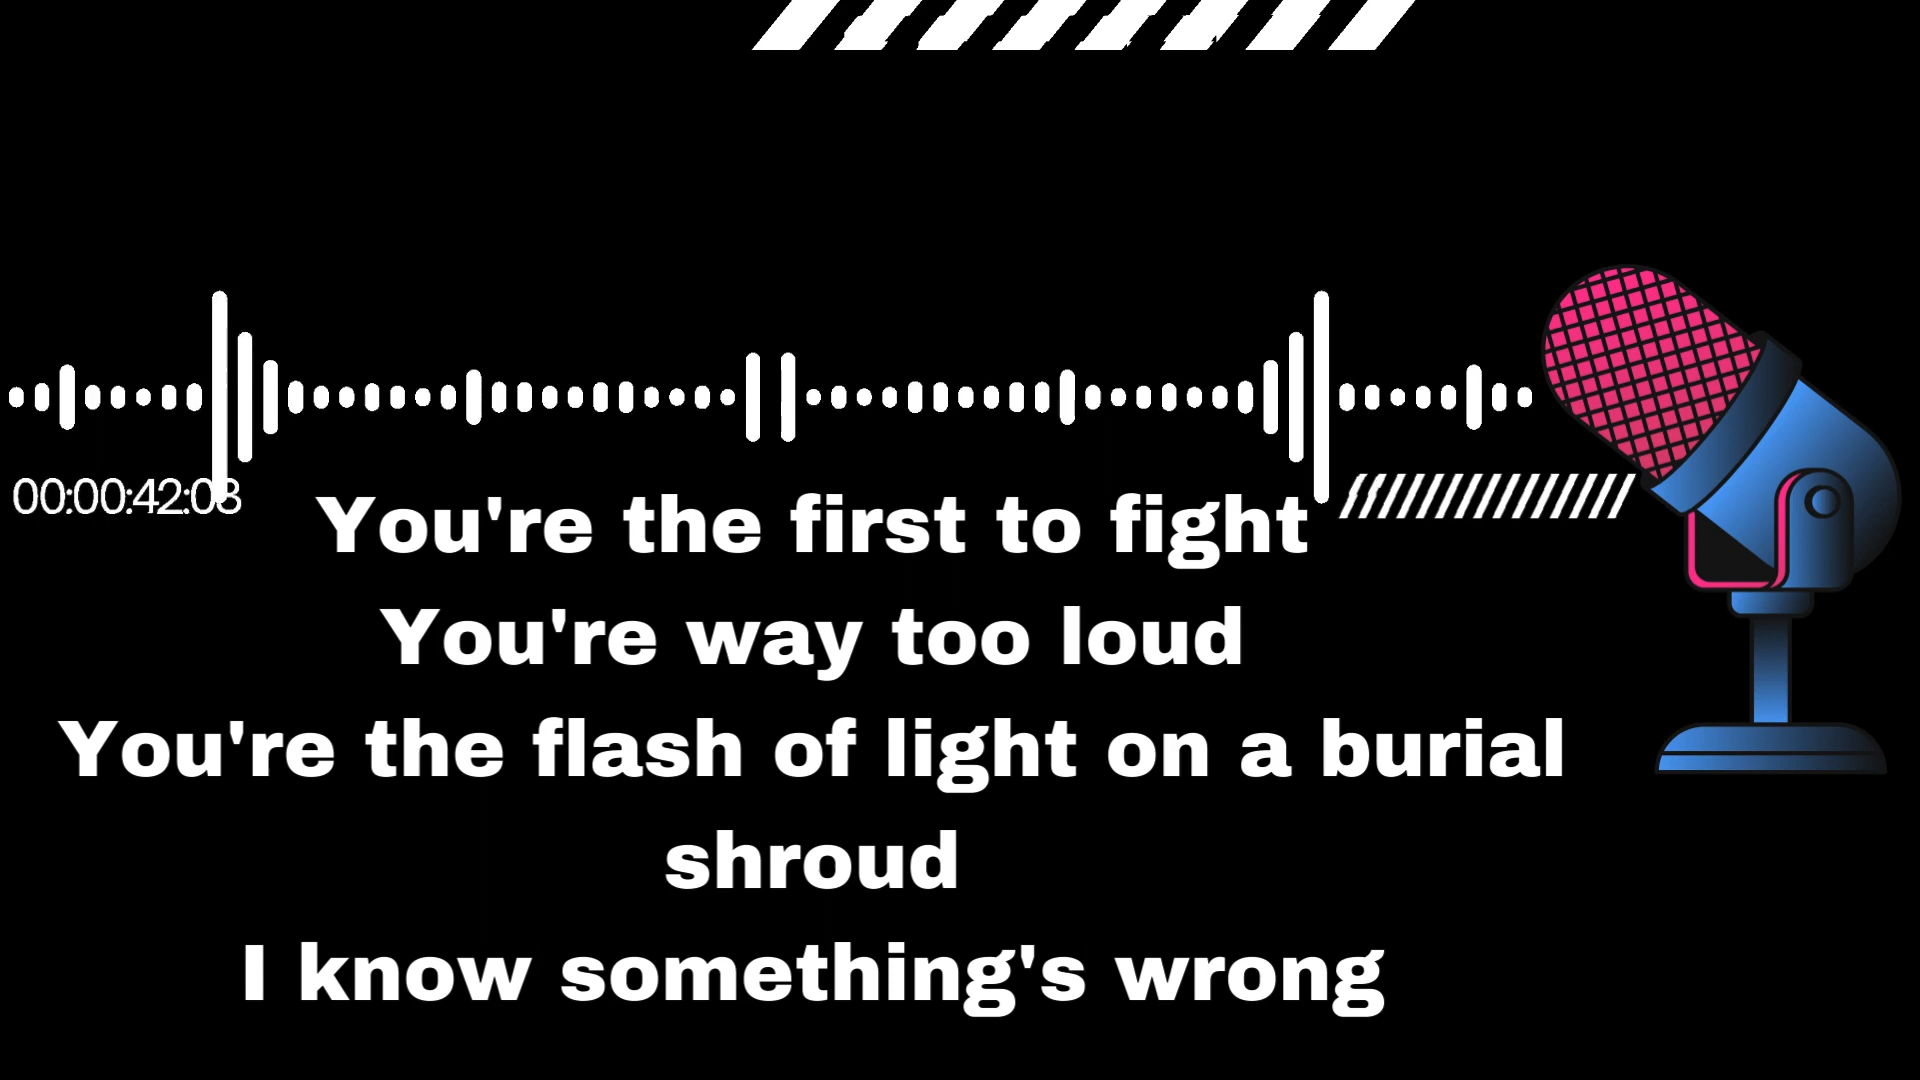 00:00:42:03
You're the first to fight
You're way too loud
You're the flash of light on a burial
shroud
I know something's wrong